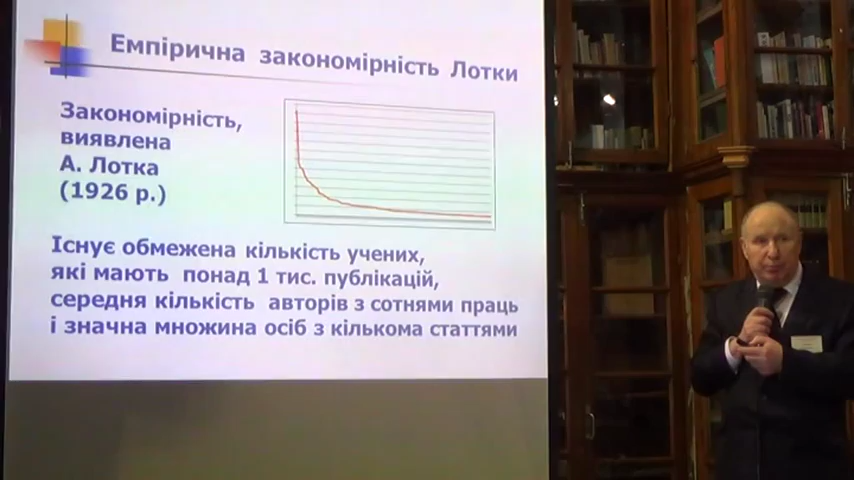 Емпірична закономірність Лотки
Закономірність,
виявлена
А. Лотка
(1926 р.)
Існує обмежена кількість учених,
які мають понад 1 тис. публікацій,
середня кількість авторів з сотнями праць
і значна множина осіб з кількома статтями